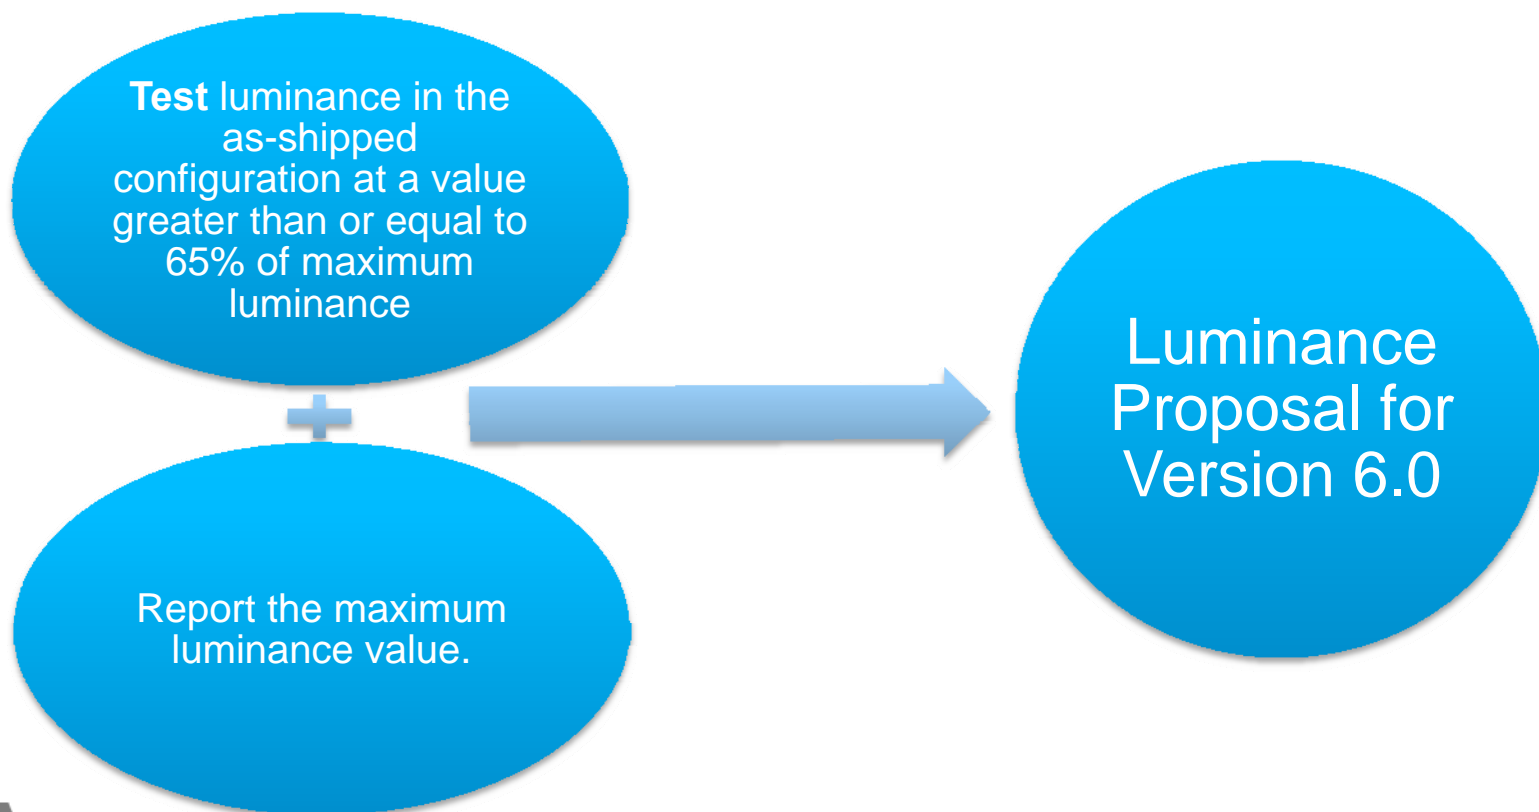 Test luminance in the
as-shipped
configuration at a value
greater than or equal to
65% of maximum
luminance
Report the maximum
luminance value.
Luminance
Proposal for
Version 6.0